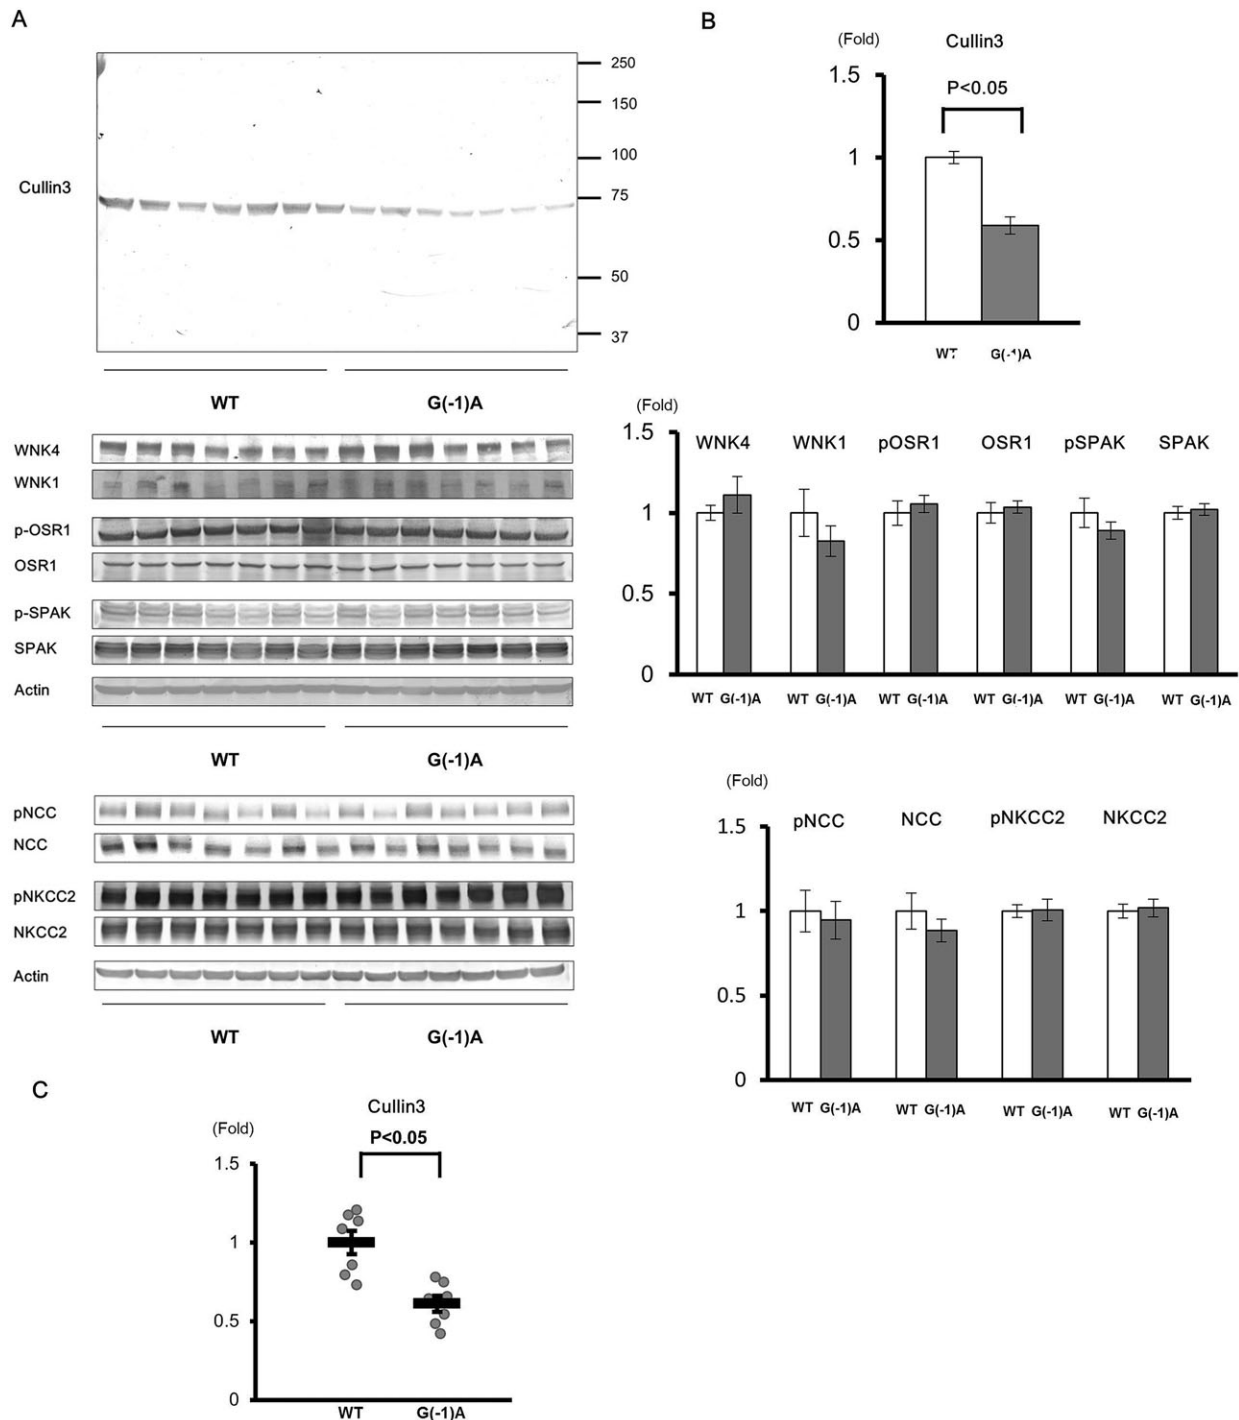 A
Cullin3
250
150
100
75
50
37
WT G(-1)A
WNK4
WNK1
p-OSR1
OSR1
p-SPAK
SPAK
Actin
WT G(-1)A
pNCC
NCC
pNKCC2
NKCC2
Actin
WT G(-1)A
B
(Fold) Cullin3
P<0.05
1.5
1
0.5
0
WT G(-1)A
(Fold)
WNK4 WNK1 pOSR1 OSR1 pSPAK SPAK
1.5
1
0.5
0
WT G(-1)A WT G(-1)A WT G(-1)A WT G(-1)A WT G(-1)A WT G(-1)A
(Fold)
pNCC NCC pNKCC2 NKCC2
1.5
1
0.5
0
WT G(-1)A WT G(-1)A WT G(-1)A WT G(-1)A
C
Cullin3
(Fold)
P<0.05
1.5
1
0.5
0
WT G(-1)A